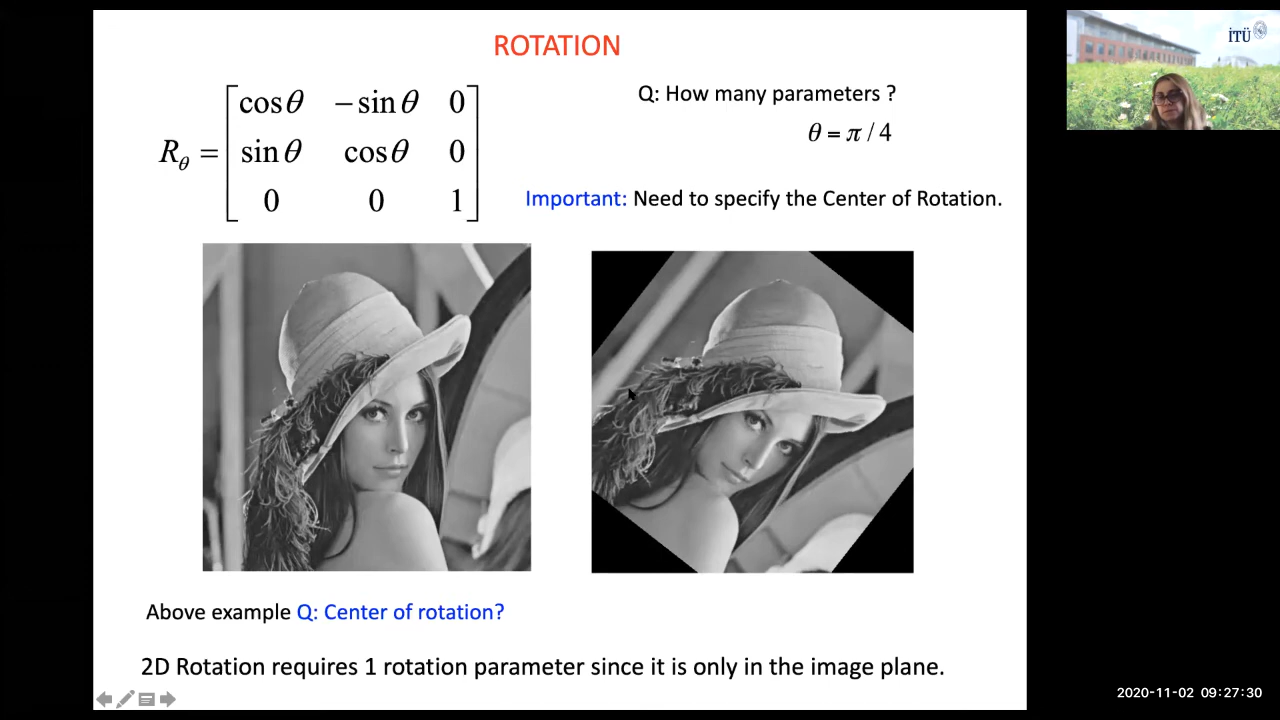 ROTATION
R_θ = [cosθ −sinθ 0
sinθ cosθ 0
0 0 1]
Q: How many parameters ?
θ = π / 4
Important: Need to specify the Center of Rotation.
Above example Q: Center of rotation?
2D Rotation requires 1 rotation parameter since it is only in the image plane.
İTÜ
2020-11-02 09:27:30